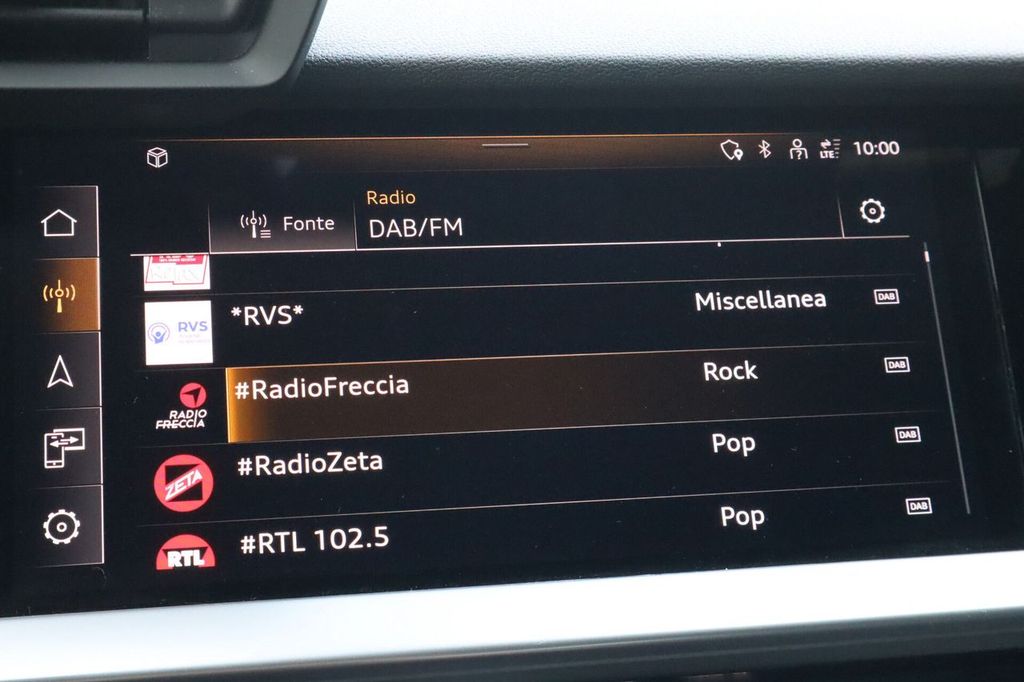 LTE
10:00
Radio
Fonte
DAB/FM
RVS
*RVS*
Miscellanea
DAB
RADIO
FRECCIA
#RadioFreccia
Rock
DAB
ZETA
#RadioZeta
Pop
DAB
RTL
#RTL 102.5
Pop
DAB